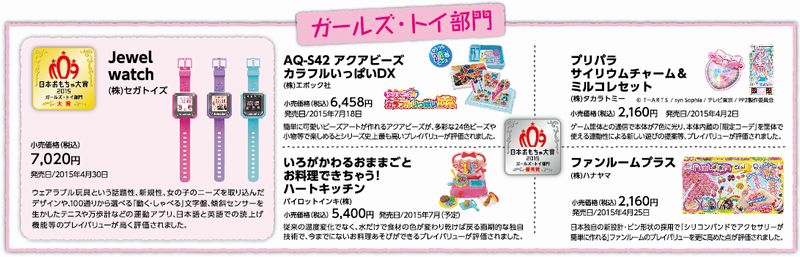 ガールズ・トイ部門
日本おもちゃ大賞
2015
ガールズ・トイ部門
大賞
Jewel
watch
(株)セガトイズ
小売価格(税込)
7,020円
発売日/2015年4月30日
ウェアラブル玩具という話題性、新規性、女の子のニーズを取り込んだ
デザインや、100通りから選べる「動く・しゃべる」文字盤、傾斜センサーを
生かしたテニスや万歩計などの運動アプリ、日本語と英語での読上げ
機能等のプレイバリューが高く評価されました。
AQ-S42 アクアビーズ
カラフルいっぱいDX
(株)エポック社
小売価格(税込) 6,458円
発売日/2015年7月18日
簡単に可愛いビーズアートが作れるアクアビーズが、多彩な24色ビーズや
小物等で楽しめるとシリーズ史上最も高いプレイバリューが評価されました。
いろがかわるおままごと
お料理できちゃう!
ハートキッチン
パイロットインキ(株)
小売価格(税込) 5,400円 発売日/2015年7月(予定)
従来の温度変化でなく、水だけで食材の色が変わり乾けば戻る画期的な独自
技術で、今までにないお料理あそびができるプレイバリューが評価されました。
日本おもちゃ大賞
2015
ガールズ・トイ部門
優秀賞
プリパラ
サイリウムチャーム＆
ミルコレセット
(株)タカラトミー
© T-ARTS / syn Sophia / テレビ東京 / PP2製作委員会
小売価格(税込) 2,160円 発売日/2015年4月2日
ゲーム筐体との通信で本体が7色に光り、本体内蔵の「限定コーデ」を筐体で
使える連動性による新しい遊びの提案等、プレイバリューが評価されました。
ファンルームプラス
(株)ハナヤマ
小売価格(税込) 2,160円
発売日/2015年4月25日
日本独自の新設計・ピン形状の採用で「シリコンバンドでアクセサリーが
簡単に作れる」ファンルームのプレイバリューを更に高めた点が評価されました。